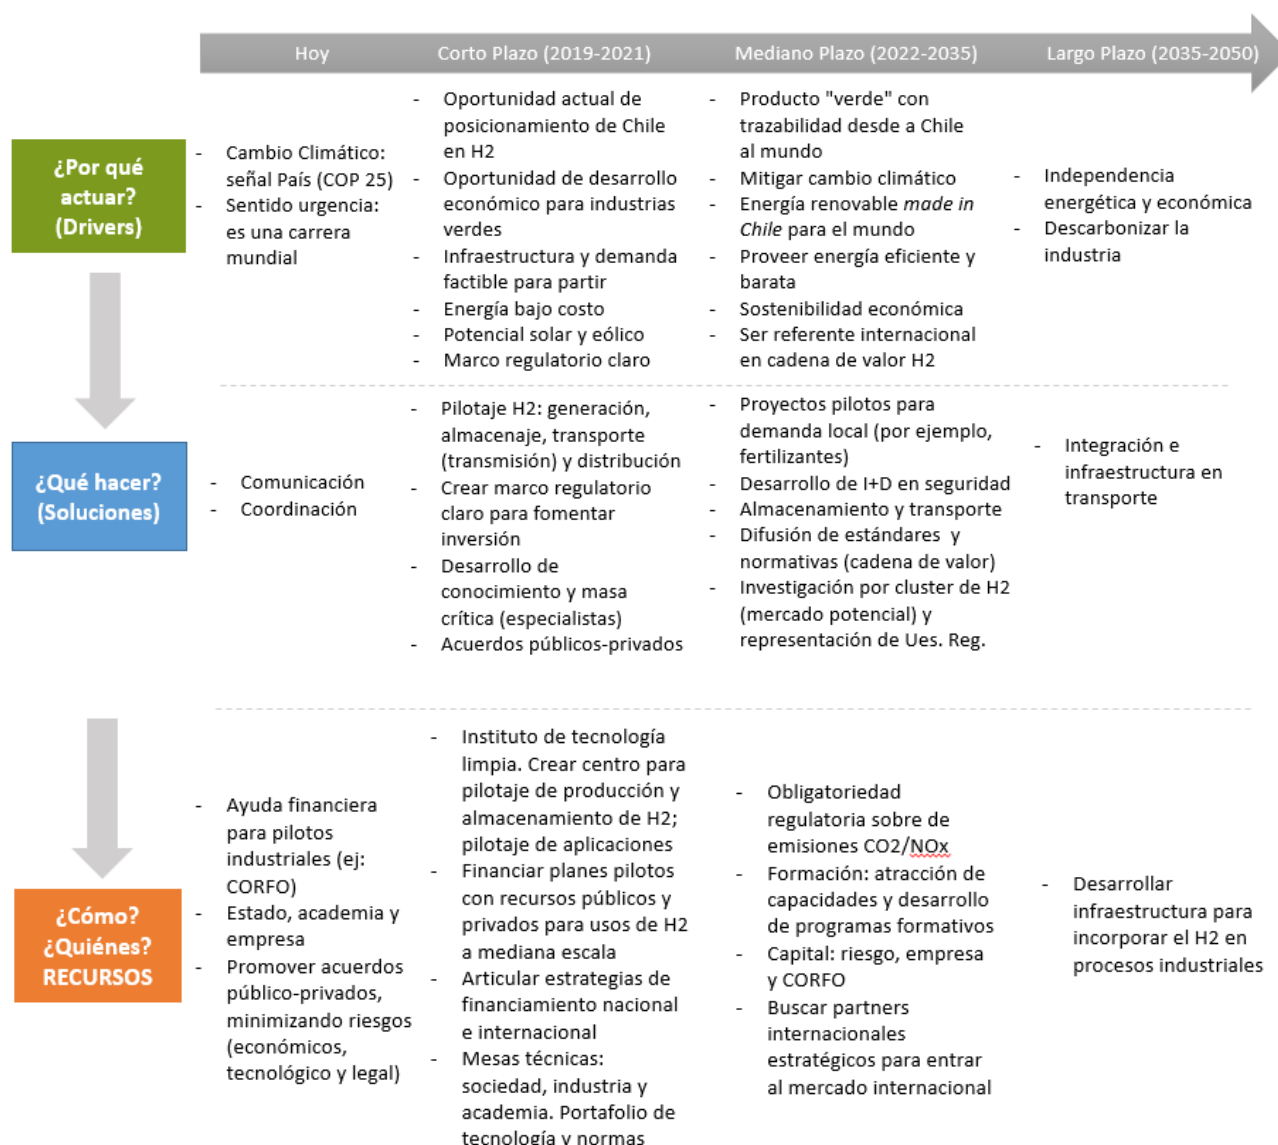 Hoy
Corto Plazo (2019-2021)
Mediano Plazo (2022-2035)
Largo Plazo (2035-2050)
¿Por qué
actuar?
(Drivers)
- Cambio Climático:
señal País (COP 25)
- Sentido urgencia:
es una carrera
mundial
- Oportunidad actual de
posicionamiento de Chile
en H2
- Oportunidad de desarrollo
económico para industrias
verdes
- Infraestructura y demanda
factible para partir
- Energía bajo costo
- Potencial solar y eólico
- Marco regulatorio claro
- Producto "verde" con
trazabilidad desde a Chile
al mundo
- Mitigar cambio climático
- Energía renovable made in
Chile para el mundo
- Proveer energía eficiente y
barata
- Sostenibilidad económica
- Ser referente internacional
en cadena de valor H2
- Independencia
energética y económica
- Descarbonizar la
industria
¿Qué hacer?
(Soluciones)
- Comunicación
- Coordinación
- Pilotaje H2: generación,
almacenaje, transporte
(transmisión) y distribución
- Crear marco regulatorio
claro para fomentar
inversión
- Desarrollo de
conocimiento y masa
crítica (especialistas)
- Acuerdos públicos-privados
- Proyectos pilotos para
demanda local (por ejemplo,
fertilizantes)
- Desarrollo de I+D en seguridad
- Almacenamiento y transporte
- Difusión de estándares y
normativas (cadena de valor)
- Investigación por cluster de H2
(mercado potencial) y
representación de Ues. Reg.
- Integración e
infraestructura en
transporte
¿Cómo?
¿Quiénes?
RECURSOS
- Ayuda financiera
para pilotos
industriales (ej:
CORFO)
- Estado, academia y
empresa
- Promover acuerdos
público-privados,
minimizando riesgos
(económicos,
tecnológico y legal)
- Instituto de tecnología
limpia. Crear centro para
pilotaje de producción y
almacenamiento de H2;
pilotaje de aplicaciones
- Financiar planes pilotos
con recursos públicos y
privados para usos de H2
a mediana escala
- Articular estrategias de
financiamiento nacional
e internacional
- Mesas técnicas:
sociedad, industria y
academia. Portafolio de
tecnología y normas
- Obligatoriedad
regulatoria sobre de
emisiones CO2/NOx
- Formación: atracción de
capacidades y desarrollo
de programas formativos
- Capital: riesgo, empresa
y CORFO
- Buscar partners
internacionales
estratégicos para entrar
al mercado internacional
- Desarrollar
infraestructura para
incorporar el H2 en
procesos industriales